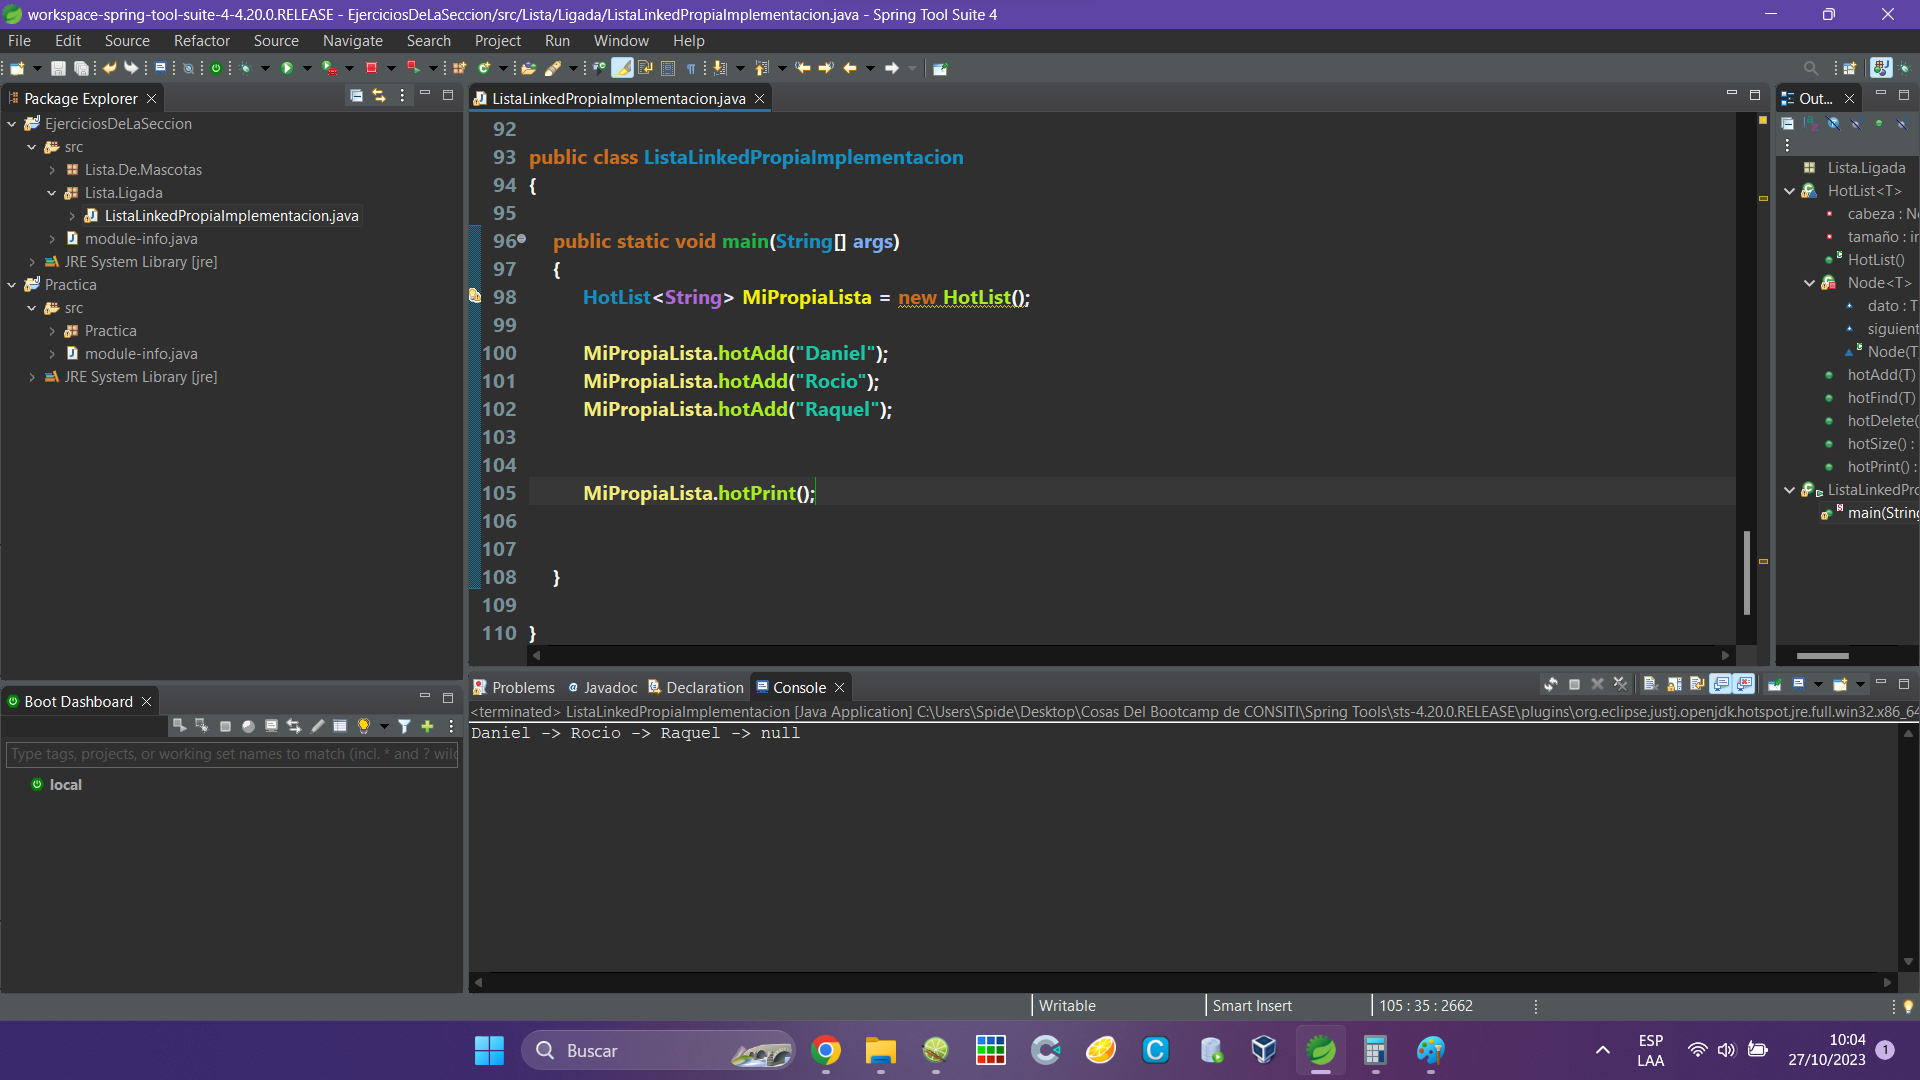 workspace-spring-tool-suite-4-4.20.0.RELEASE - EjerciciosDeLaSeccion/src/Lista/Ligada/ListaLinkedPropiaImplementacion.java - Spring Tool Suite 4
File Edit Source Refactor Source Navigate Search Project Run Window Help
Package Explorer
EjerciciosDeLaSeccion
src
Lista.De.Mascotas
Lista.Ligada
ListaLinkedPropiaImplementacion.java
module-info.java
JRE System Library [jre]
Practica
src
Practica
module-info.java
JRE System Library [jre]
ListaLinkedPropiaImplementacion.java
92
93 public class ListaLinkedPropiaImplementacion
94 {
95
96 public static void main(String[] args)
97 {
98 HotList<String> MiPropiaLista = new HotList();
99
100 MiPropiaLista.hotAdd("Daniel");
101 MiPropiaLista.hotAdd("Rocio");
102 MiPropiaLista.hotAdd("Raquel");
103
104
105 MiPropiaLista.hotPrint();
106
107
108 }
109
110 }
Out...
Lista.Ligada
HotList<T>
cabeza : N
tamaño : i
HotList()
Node<T>
dato : T
siguient
Node(T
hotAdd(T)
hotFind(T)
hotDelete(
hotSize() :
hotPrint() :
ListaLinkedPro
main(String
Boot Dashboard
Type tags, projects, or working set names to match (incl. * and ? wil
local
Problems Javadoc Declaration Console
<terminated> ListaLinkedPropiaImplementacion [Java Application] C:\Users\Spide\Desktop\Cosas Del Bootcamp de CONSITI\Spring Tools\sts-4.20.0.RELEASE\plugins\org.eclipse.justj.openjdk.hotspot.jre.full.win32.x86_64
Daniel -> Rocio -> Raquel -> null
Writable
Smart Insert
105 : 35 : 2662
Buscar
ESP
LAA
10:04
27/10/2023
1